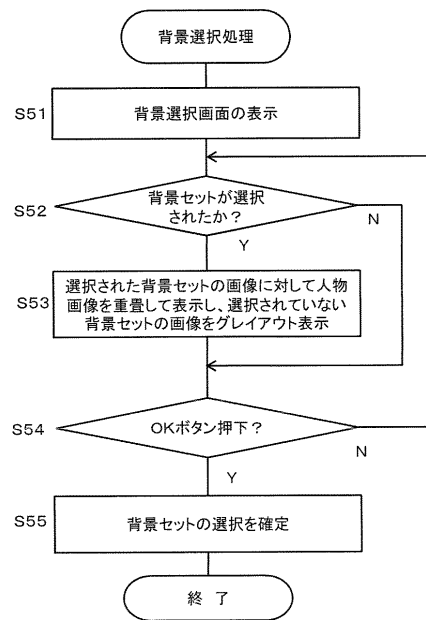 背景選択処理
S51
背景選択画面の表示
S52
背景セットが選択
されたか？
N
Y
S53
選択された背景セットの画像に対して人物
画像を重畳して表示し、選択されていない
背景セットの画像をグレイアウト表示
S54
OKボタン押下？
N
Y
S55
背景セットの選択を確定
終 了